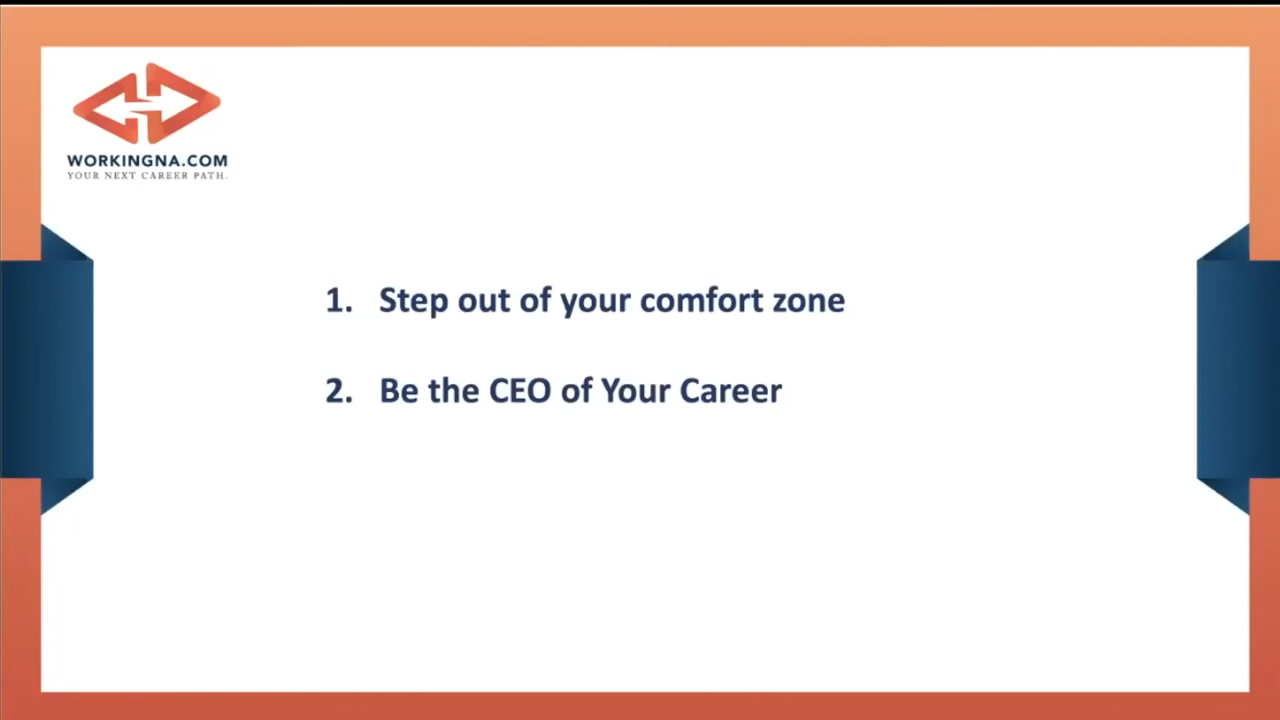 WORKINGNA.COM
YOUR NEXT CAREER PATH.
1. Step out of your comfort zone
2. Be the CEO of Your Career